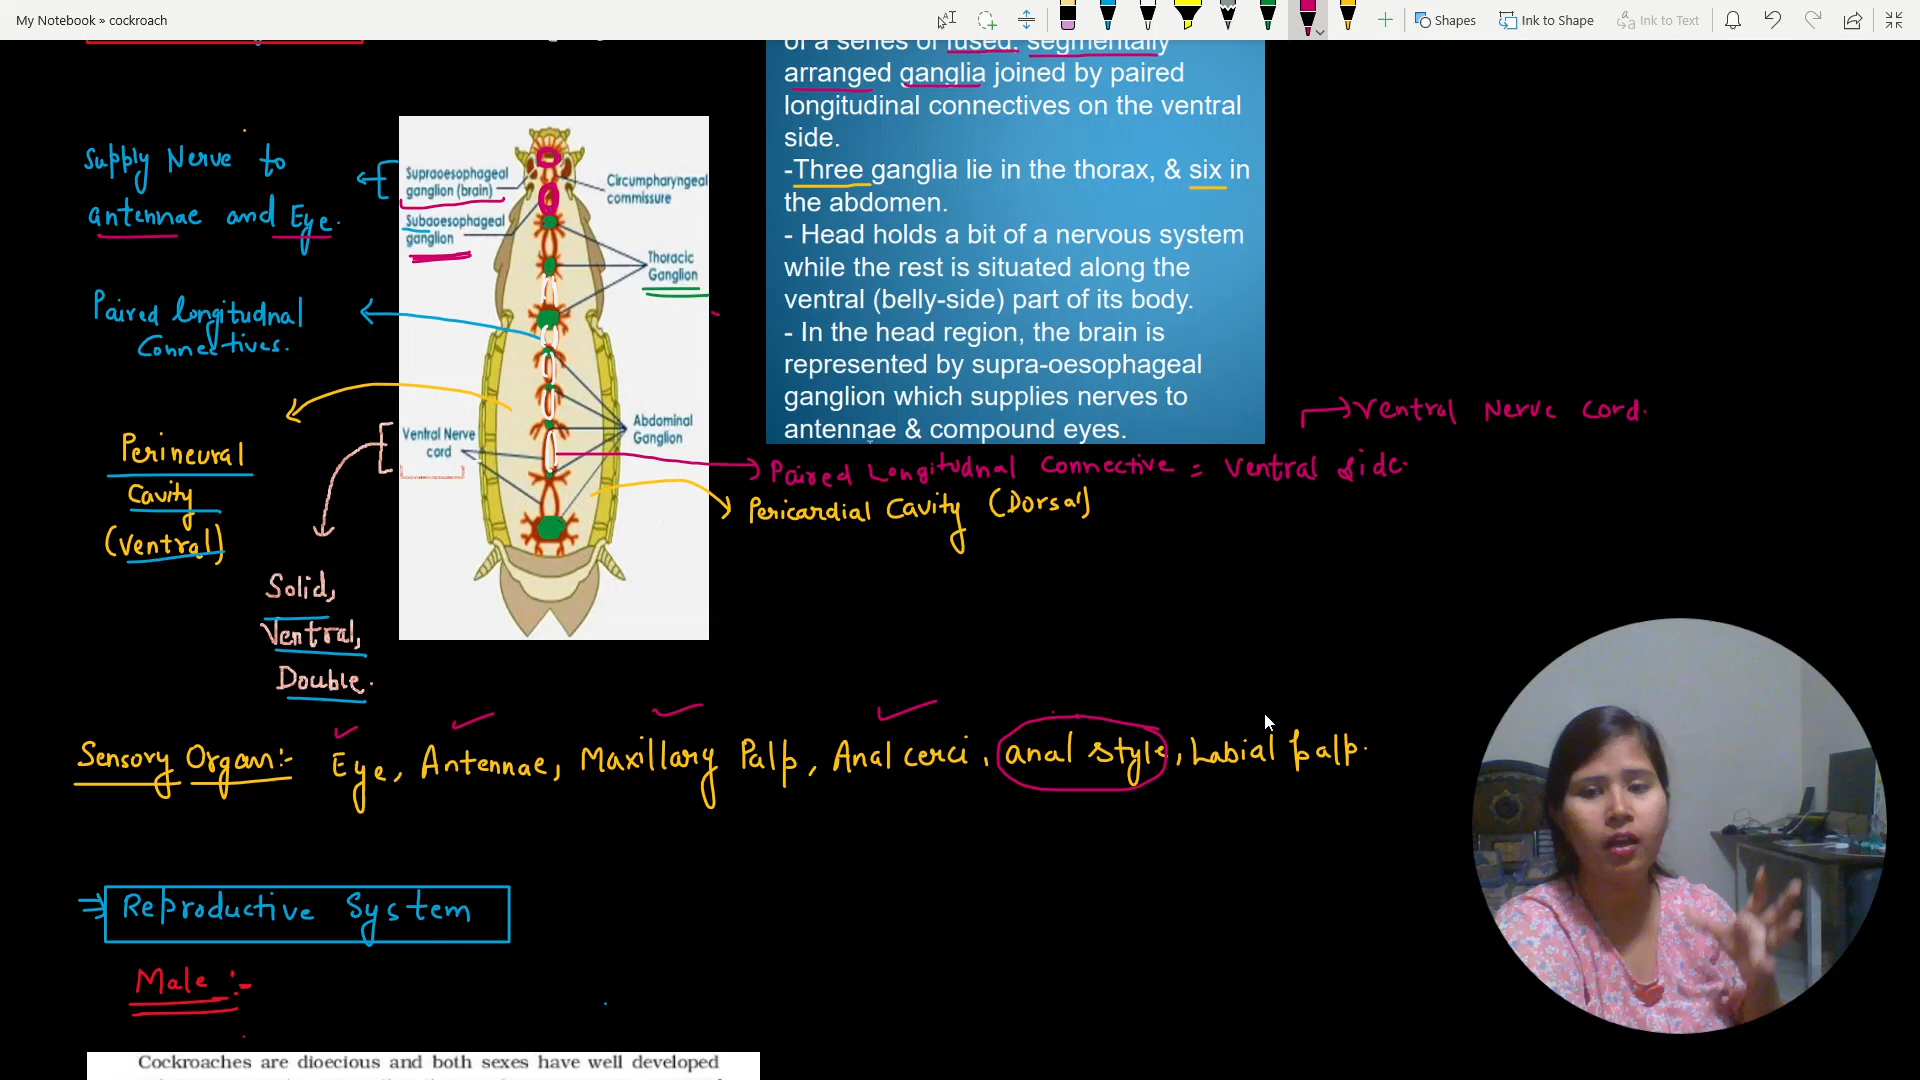 My Notebook » cockroach
Shapes
Ink to Shape
Ink to Text
of a series of fused, segmentally
arranged ganglia joined by paired
longitudinal connectives on the ventral
side.
-Three ganglia lie in the thorax, & six in
the abdomen.
- Head holds a bit of a nervous system
while the rest is situated along the
ventral (belly-side) part of its body.
- In the head region, the brain is
represented by supra-oesophageal
ganglion which supplies nerves to
antennae & compound eyes.
Supply Nerve to
antennae and Eye.
Paired longitudnal
Connectives.
Perineural
Cavity
(Ventral)
Solid,
Ventral,
Double.
Supraoesophageal
ganglion (brain)
Subaoesophageal
ganglion
Circumpharyngeal
commissure
Thoracic
Ganglion
Abdominal
Ganglion
Ventral Nerve
cord
Ventral Nerve Cord.
Paired Longitudnal Connective = Ventral side.
Pericardial Cavity (Dorsal)
Sensory Organ:- Eye, Antennae, Maxillary Palp, Anal cerci, anal style, Labial palp.
⇒ Reproductive System
Male :-
Cockroaches are dioecious and both sexes have well developed